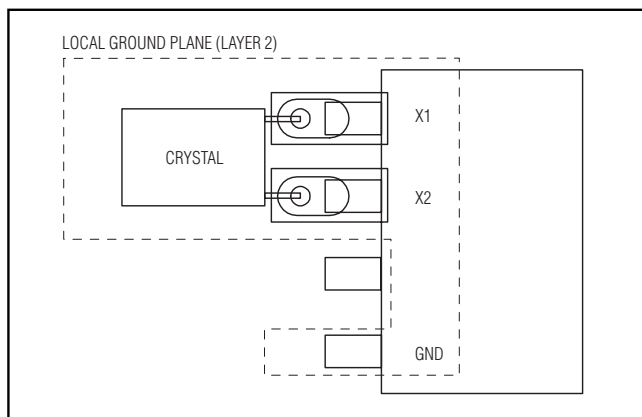 LOCAL GROUND PLANE (LAYER 2)
X1
CRYSTAL
X2
GND